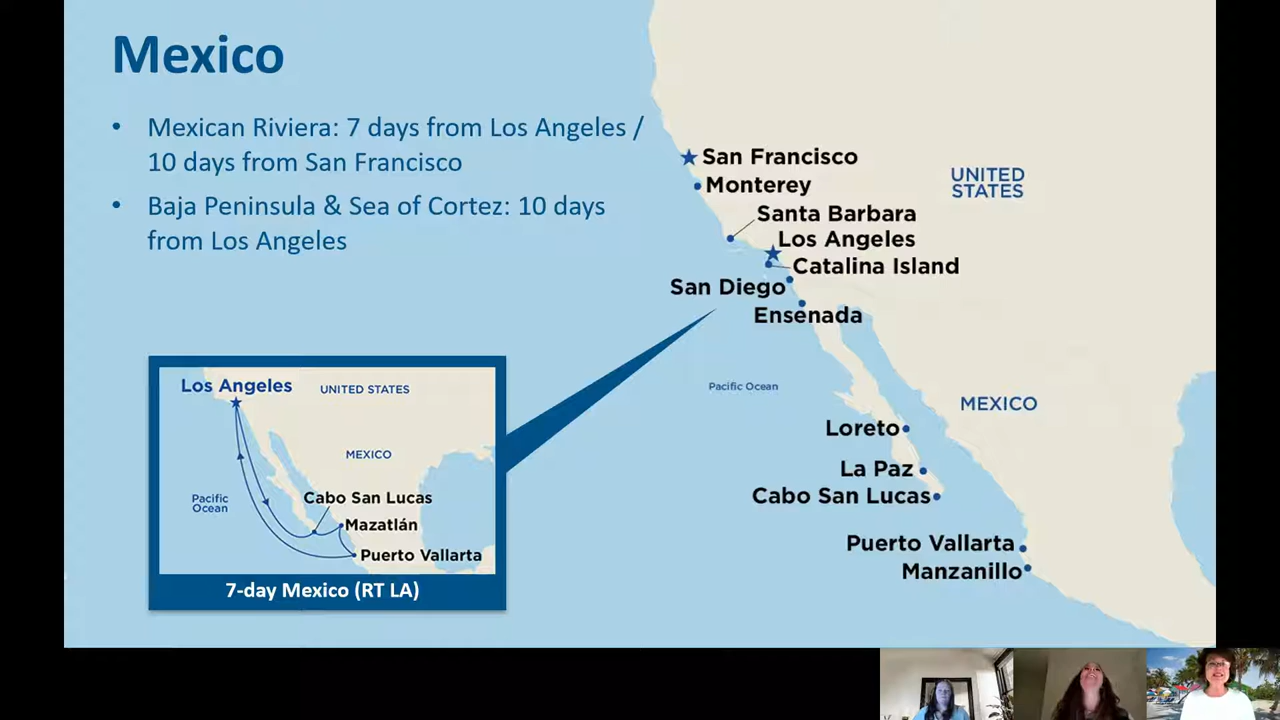 Mexico
• Mexican Riviera: 7 days from Los Angeles /
10 days from San Francisco
• Baja Peninsula & Sea of Cortez: 10 days
from Los Angeles
San Francisco
Monterey
Santa Barbara
Los Angeles
Catalina Island
San Diego
Ensenada
UNITED
STATES
Pacific Ocean
MEXICO
Loreto
La Paz
Cabo San Lucas
Puerto Vallarta
Manzanillo
Los Angeles
UNITED STATES
MEXICO
Pacific
Ocean
Cabo San Lucas
Mazatlán
Puerto Vallarta
7-day Mexico (RT LA)